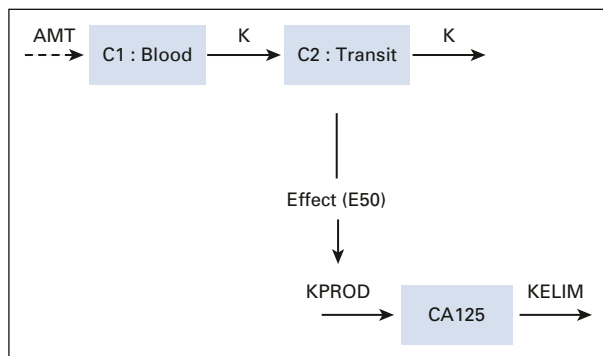 AMT
C1 : Blood
K
C2 : Transit
K
Effect (E50)
KPROD
CA125
KELIM